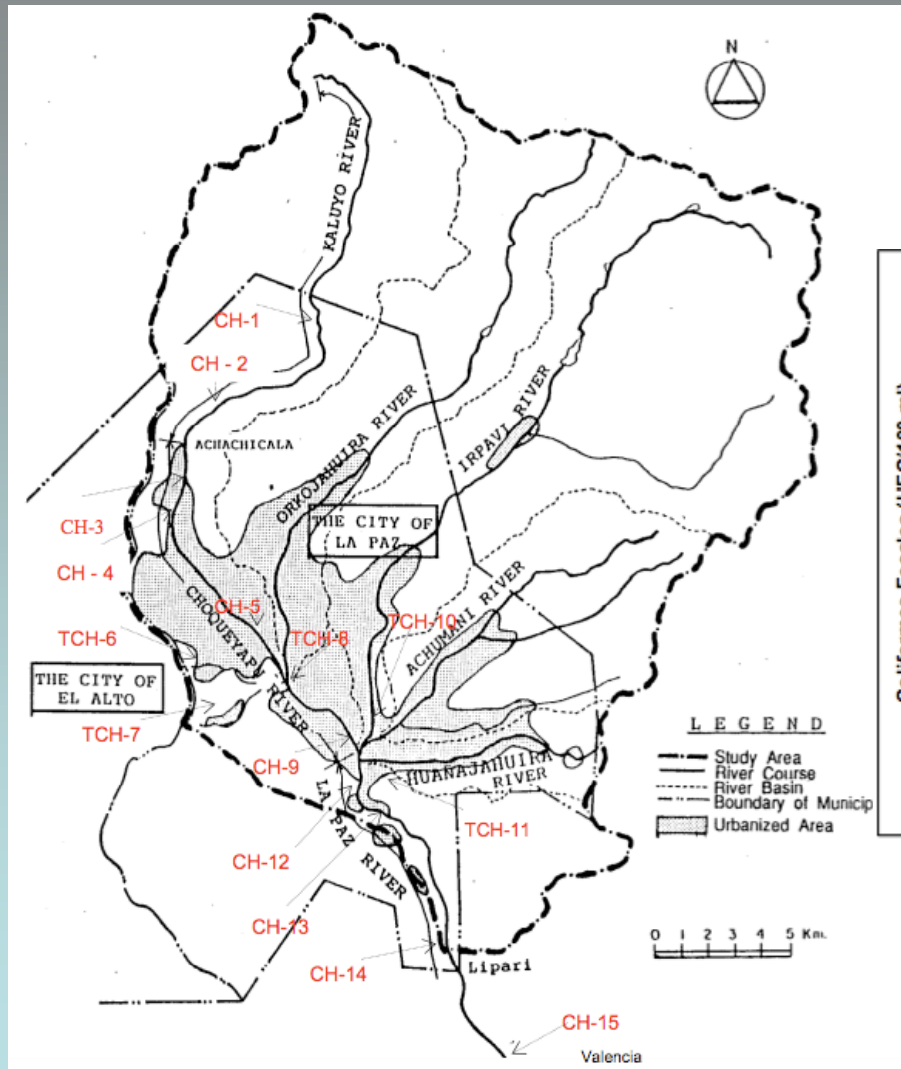 N
KALUYO RIVER
CH-1
CH - 2
ACHACHICALA
ORKOJAHUIRA RIVER
IRPAVI RIVER
THE CITY OF
LA PAZ
CH-3
CH - 4
CHOQUEYAPU
RIVER
CH-5
TCH-8
TCH-10
ACHUMANI RIVER
TCH-6
THE CITY OF
EL ALTO
TCH-7
CH-9
HUANAJAHUIRA
RIVER
LA PAZ RIVER
TCH-11
CH-12
CH-13
CH-14
Lipari
CH-15
Valencia
LEGEND
Study Area
River Course
River Basin
Boundary of Municip
Urbanized Area
0 1 2 3 4 5 Km.